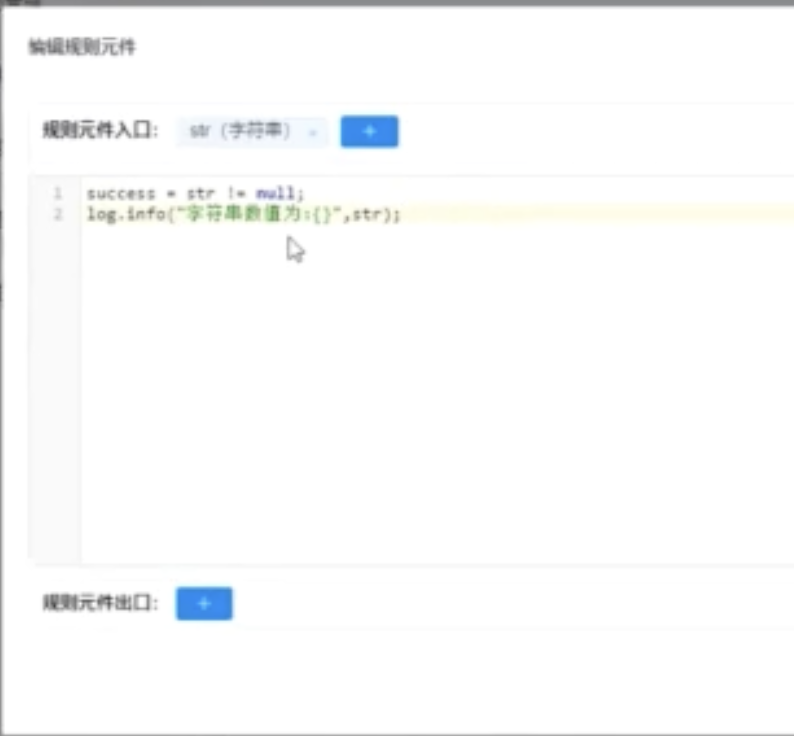 编辑规则元件
规则元件入口: str（字符串） +
1 success = str != null;
2 log.info("字符串数值为:{}",str);
规则元件出口: +